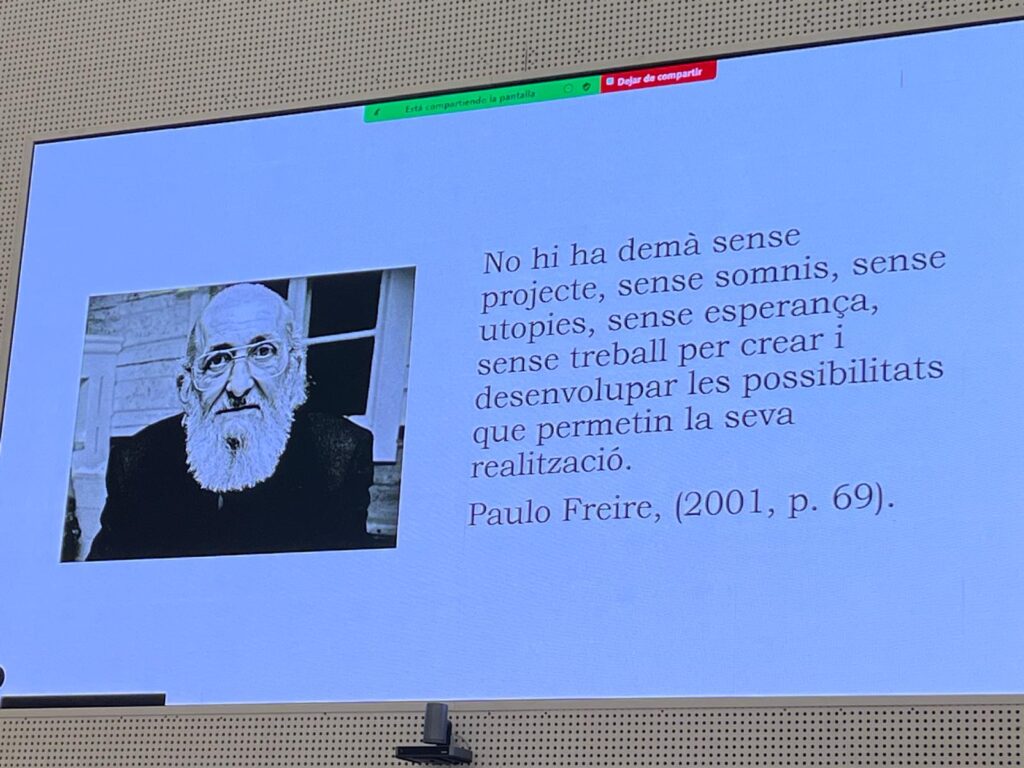 Está compartiendo la pantalla
Dejar de compartir
No hi ha demà sense
projecte, sense somnis, sense
utopies, sense esperança,
sense treball per crear i
desenvolupar les possibilitats
que permetin la seva
realització.
Paulo Freire, (2001, p. 69).